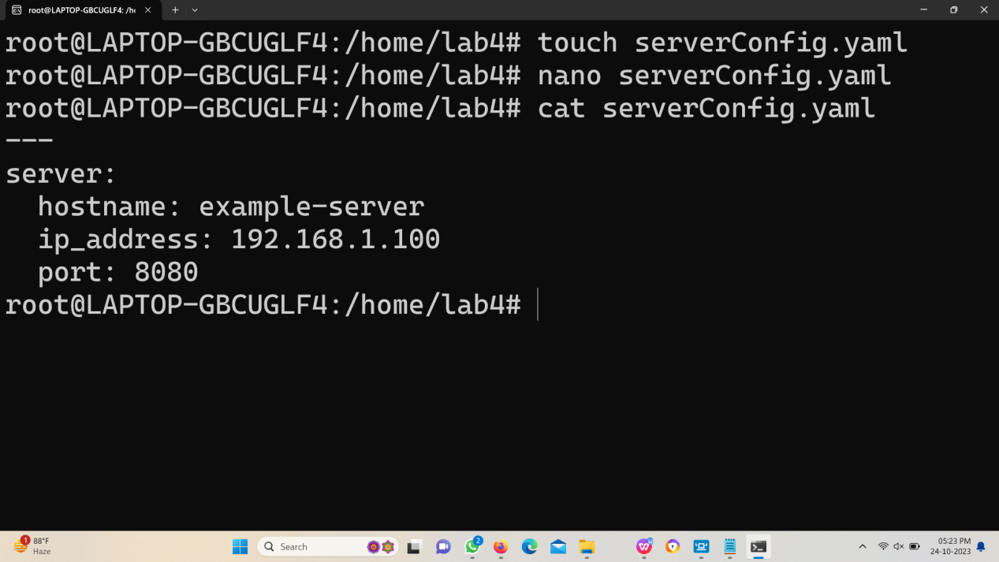 root@LAPTOP-GBCUGLF4: /h
root@LAPTOP-GBCUGLF4:/home/lab4# touch serverConfig.yaml
root@LAPTOP-GBCUGLF4:/home/lab4# nano serverConfig.yaml
root@LAPTOP-GBCUGLF4:/home/lab4# cat serverConfig.yaml
---
server:
  hostname: example-server
  ip_address: 192.168.1.100
  port: 8080
root@LAPTOP-GBCUGLF4:/home/lab4#
1
88°F
Haze
Search
2
05:23 PM
24-10-2023